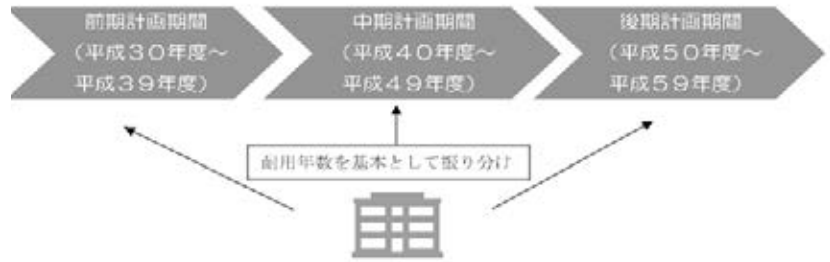 前期計画期間
（平成３０年度～
平成３９年度）
中期計画期間
（平成４０年度～
平成４９年度）
後期計画期間
（平成５０年度～
平成５９年度）
耐用年数を基本として振り分け